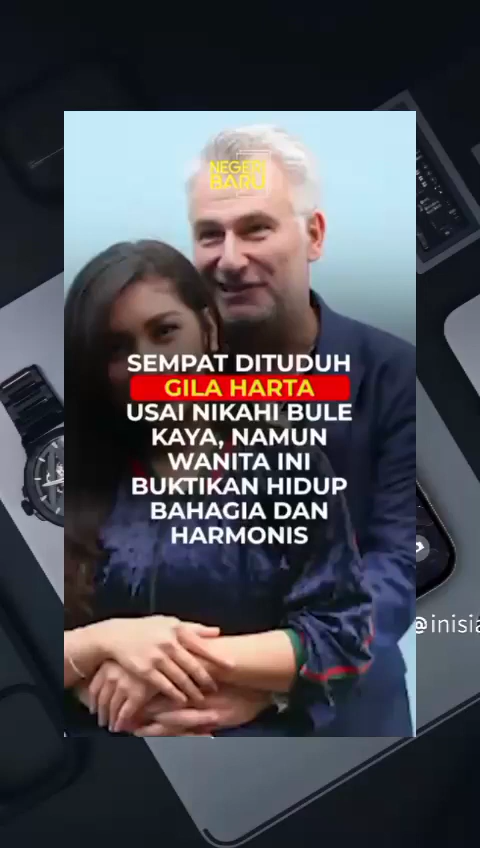 NEGERI
BARU
SEMPAT DITUDUH
GILA HARTA
USAI NIKAHI BULE
KAYA, NAMUN
WANITA INI
BUKTIKAN HIDUP
BAHAGIA DAN
HARMONIS
@inisia